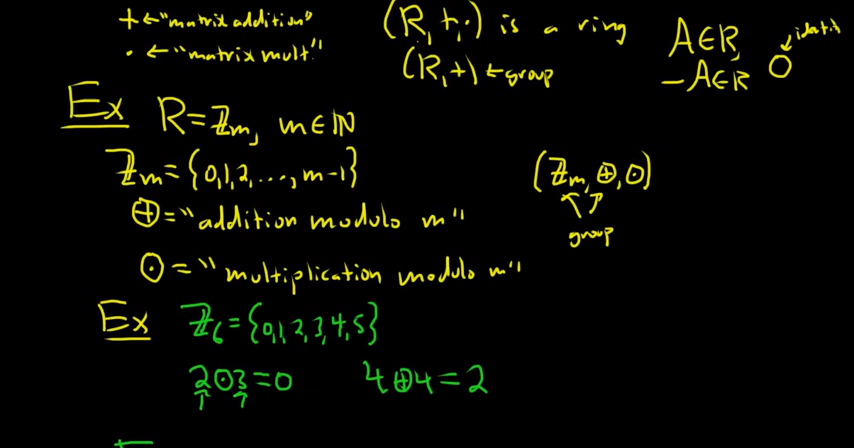 + ← "matrix addition"
· ← "matrix mult"
(R, +, ·) is a ring
(R, +) ← group
A ∈ R,
-A ∈ R
0
Ex R = ℤm, m ∈ ℕ
ℤm = {0, 1, 2, ..., m-1}
⊕ = "addition modulo m"
⊙ = "multiplication modulo m"
(ℤm, ⊕, ⊙)
group
Ex ℤ6 = {0, 1, 2, 3, 4, 5}
2 ⊙ 3 = 0 4 ⊕ 4 = 2